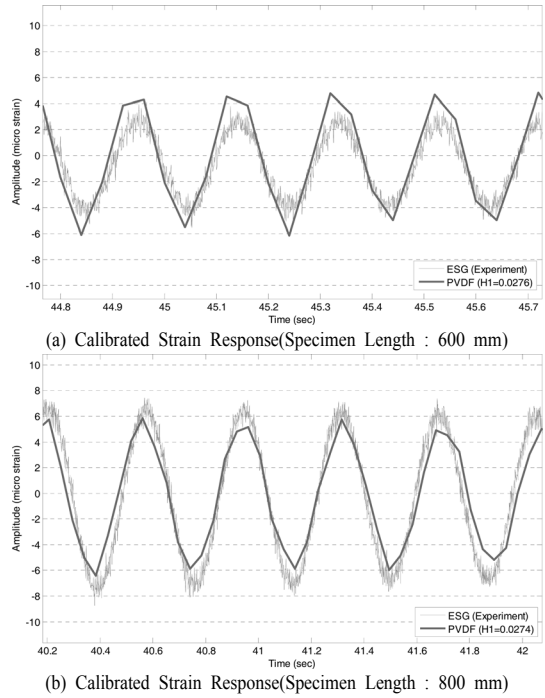 10
8
6
4
2
0
-2
-4
-6
-8
-10
Amplitude (micro strain)
ESG (Experiment)
PVDF (H1=0.0276)
44.8 44.9 45 45.1 45.2 45.3 45.4 45.5 45.6 45.7
Time (sec)
(a) Calibrated Strain Response(Specimen Length : 600 mm)
10
8
6
4
2
0
-2
-4
-6
-8
-10
Amplitude (micro strain)
ESG (Experiment)
PVDF (H1=0.0274)
40.2 40.4 40.6 40.8 41 41.2 41.4 41.6 41.8 42
Time (sec)
(b) Calibrated Strain Response(Specimen Length : 800 mm)